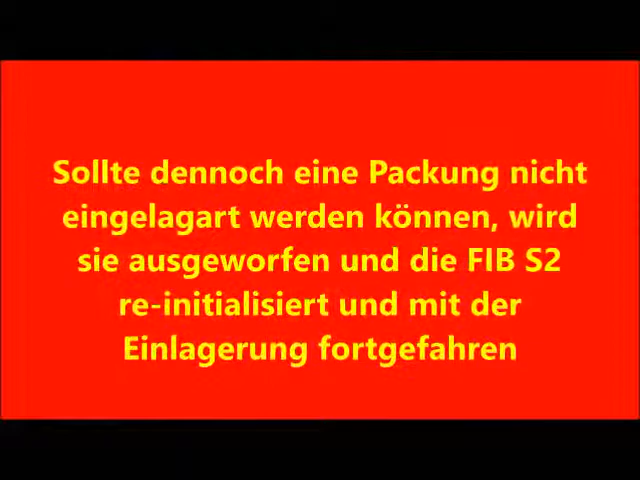 Sollte dennoch eine Packung nicht
eingelagart werden können, wird
sie ausgeworfen und die FIB S2
re-initialisiert und mit der
Einlagerung fortgefahren